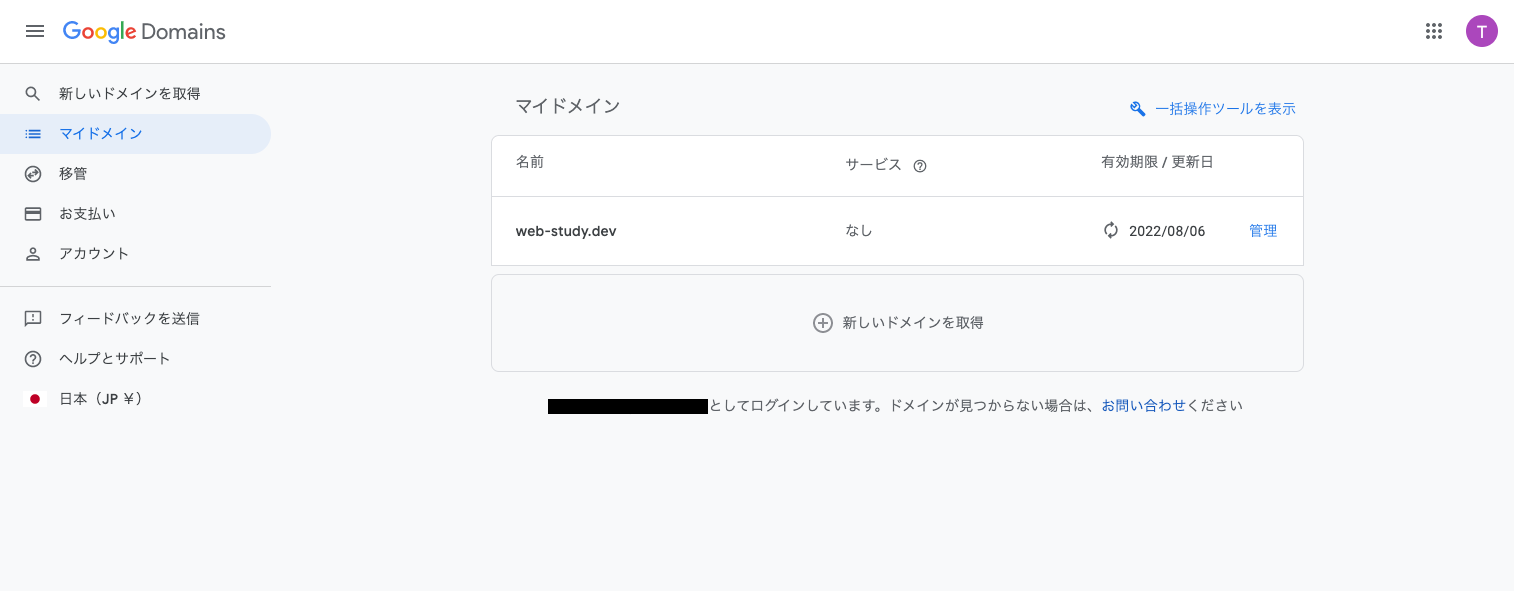 Google Domains
T
新しいドメインを取得
マイドメイン
移管
お支払い
アカウント
フィードバックを送信
ヘルプとサポート
日本（JP ¥）
マイドメイン
一括操作ツールを表示
名前 サービス 有効期限 / 更新日
web-study.dev なし 2022/08/06 管理
新しいドメインを取得
としてログインしています。ドメインが見つからない場合は、お問い合わせください